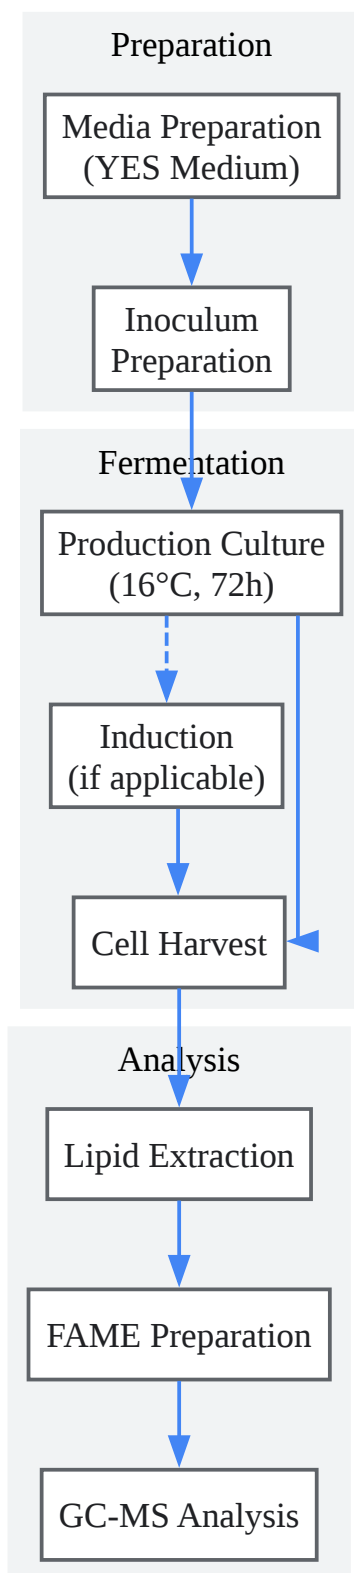 Preparation
Media Preparation
(YES Medium)
Inoculum
Preparation
Fermentation
Production Culture
(16°C, 72h)
Induction
(if applicable)
Cell Harvest
Analysis
Lipid Extraction
FAME Preparation
GC-MS Analysis